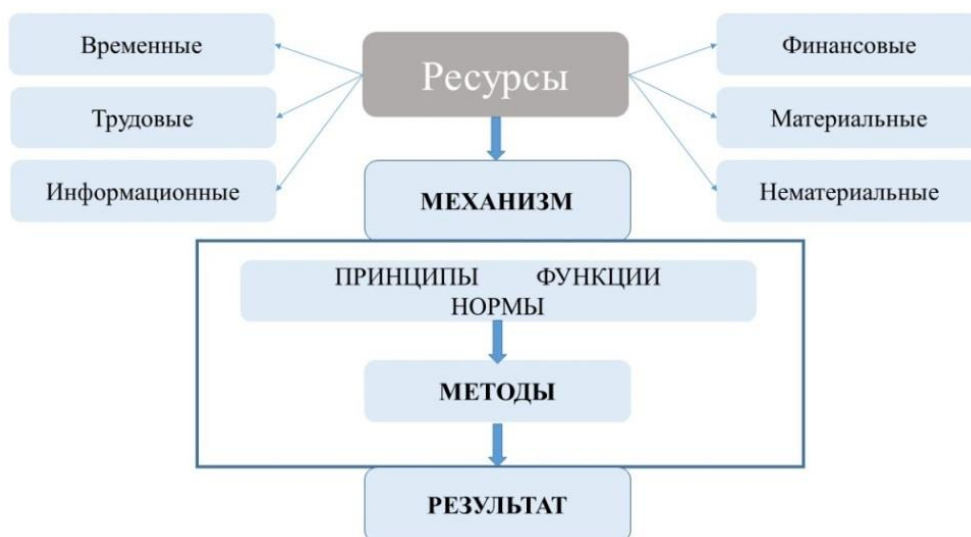 Временные
Ресурсы
Финансовые
Трудовые
Материальные
Информационные
Нематериальные
МЕХАНИЗМ
ПРИНЦИПЫ ФУНКЦИИ
НОРМЫ
МЕТОДЫ
РЕЗУЛЬТАТ